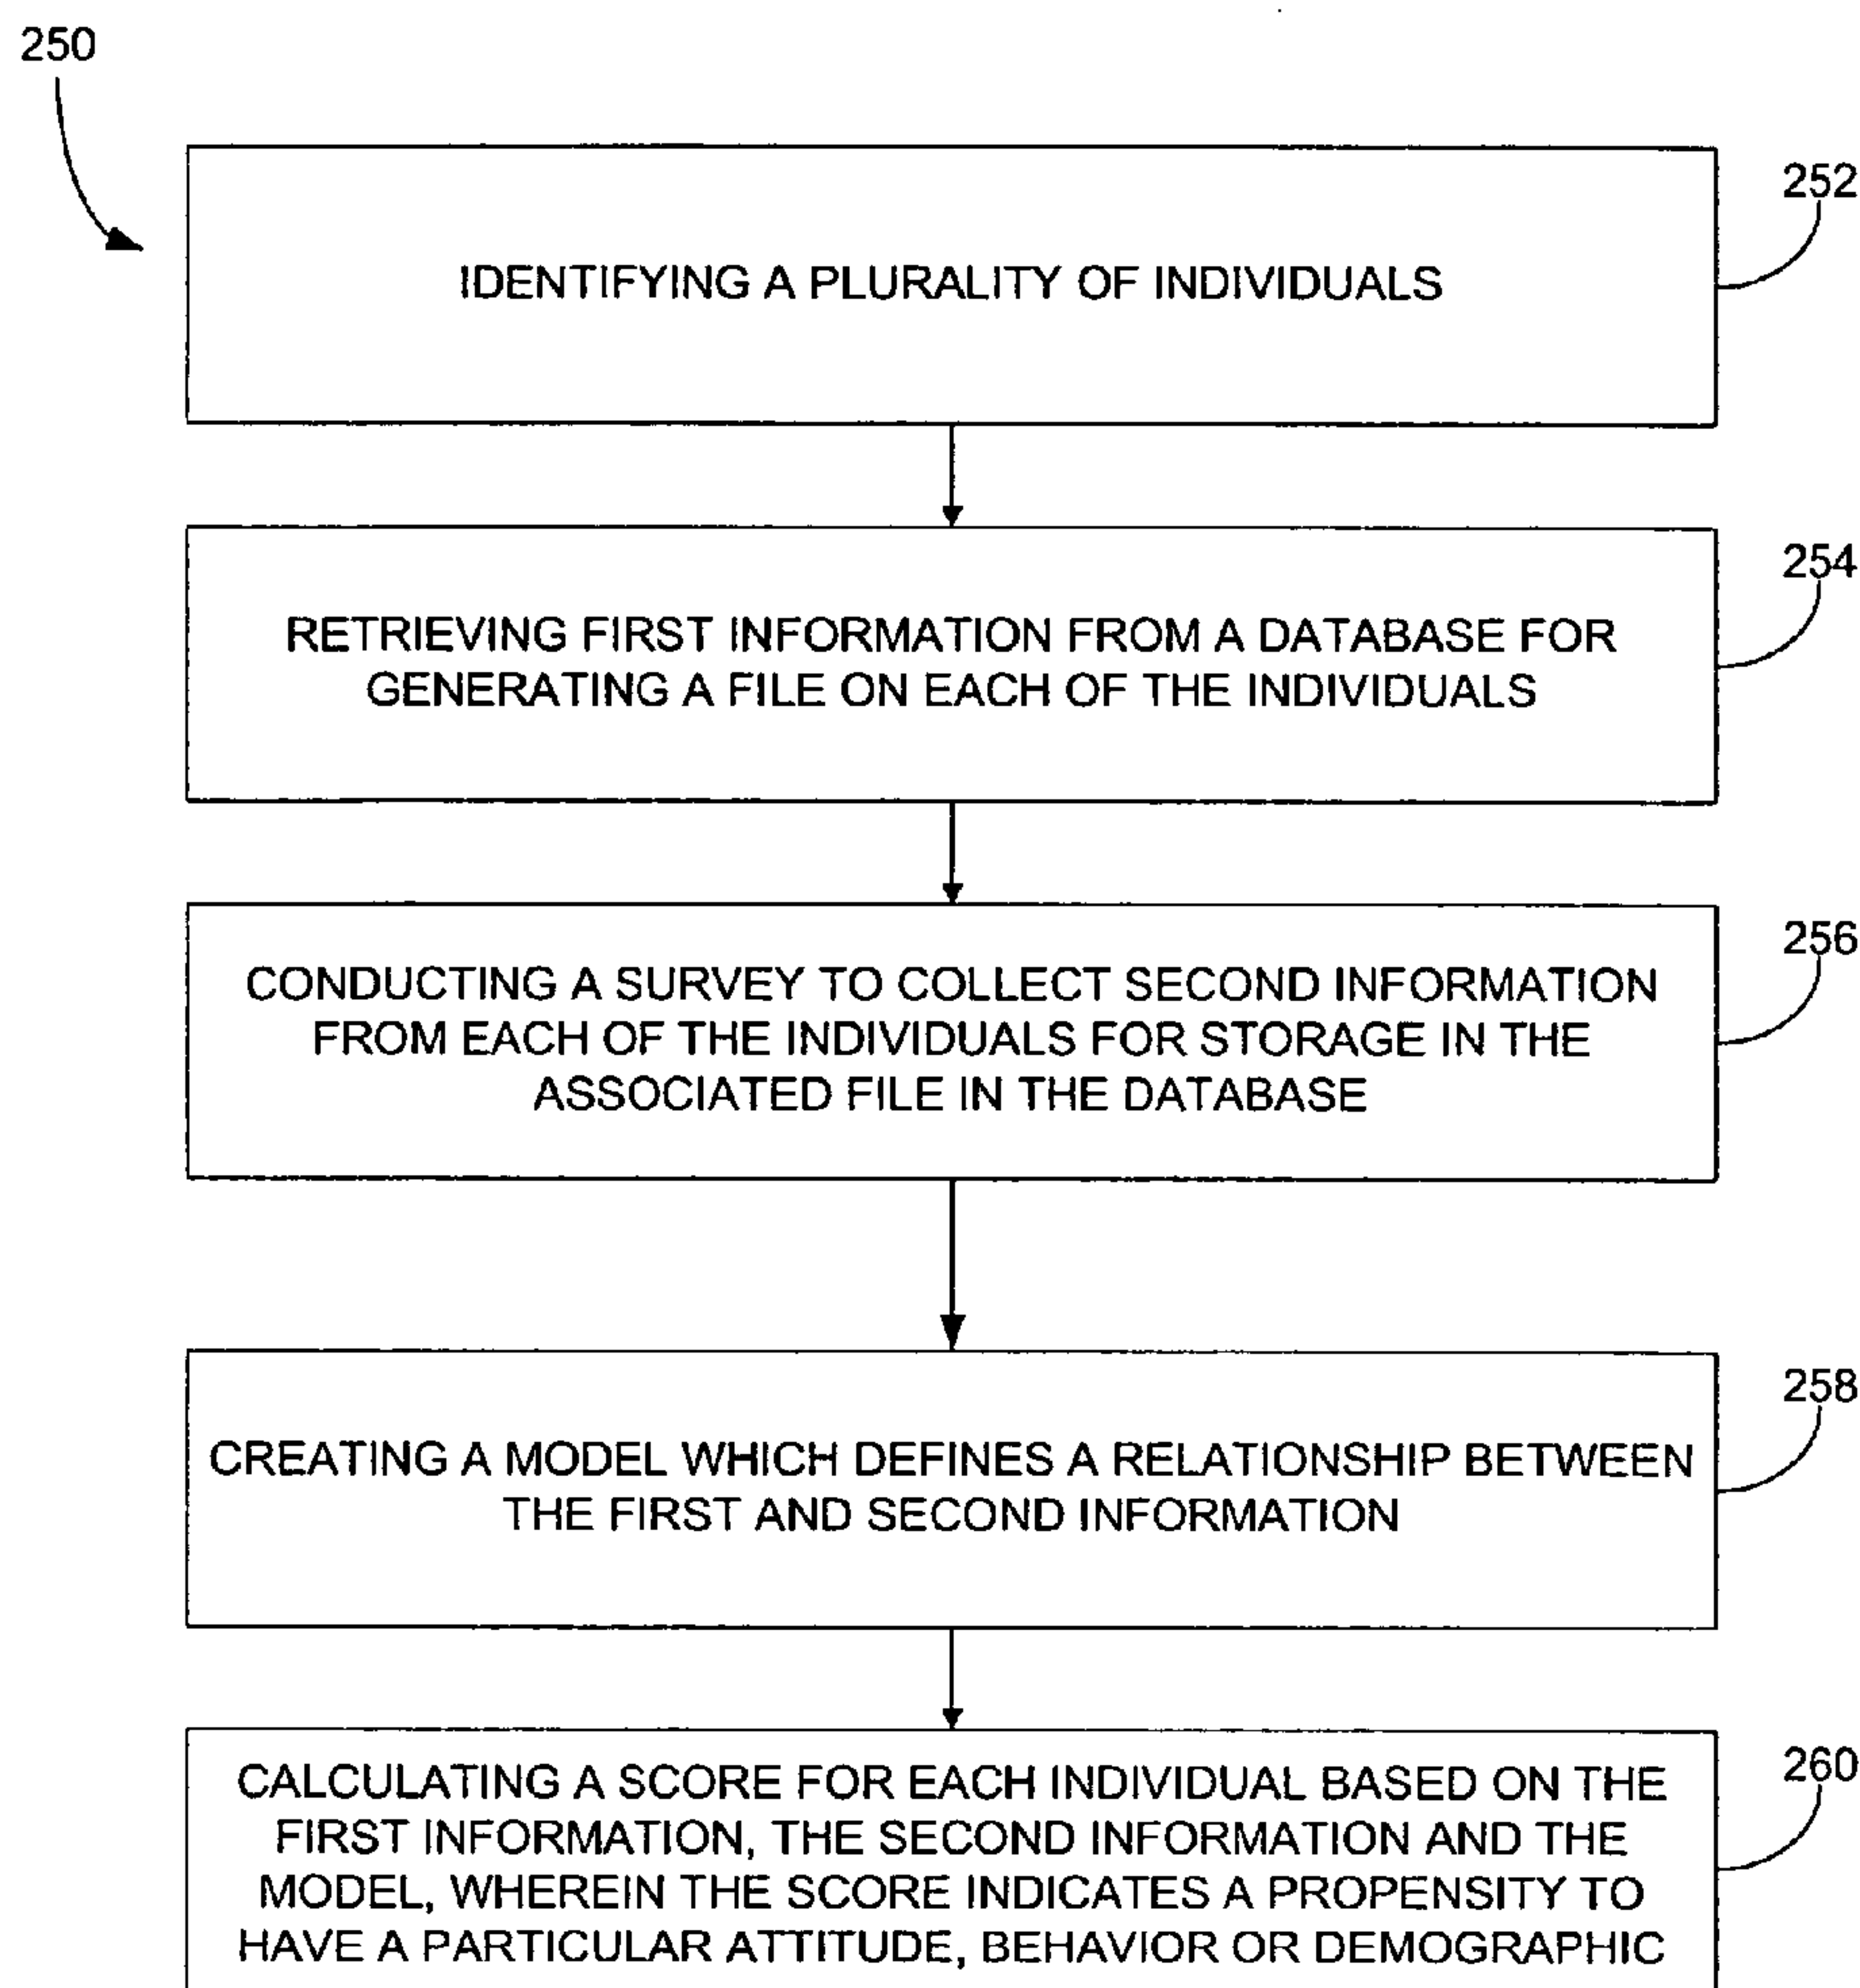 250
252
IDENTIFYING A PLURALITY OF INDIVIDUALS
254
RETRIEVING FIRST INFORMATION FROM A DATABASE FOR
GENERATING A FILE ON EACH OF THE INDIVIDUALS
256
CONDUCTING A SURVEY TO COLLECT SECOND INFORMATION
FROM EACH OF THE INDIVIDUALS FOR STORAGE IN THE
ASSOCIATED FILE IN THE DATABASE
258
CREATING A MODEL WHICH DEFINES A RELATIONSHIP BETWEEN
THE FIRST AND SECOND INFORMATION
260
CALCULATING A SCORE FOR EACH INDIVIDUAL BASED ON THE
FIRST INFORMATION, THE SECOND INFORMATION AND THE
MODEL, WHEREIN THE SCORE INDICATES A PROPENSITY TO
HAVE A PARTICULAR ATTITUDE, BEHAVIOR OR DEMOGRAPHIC